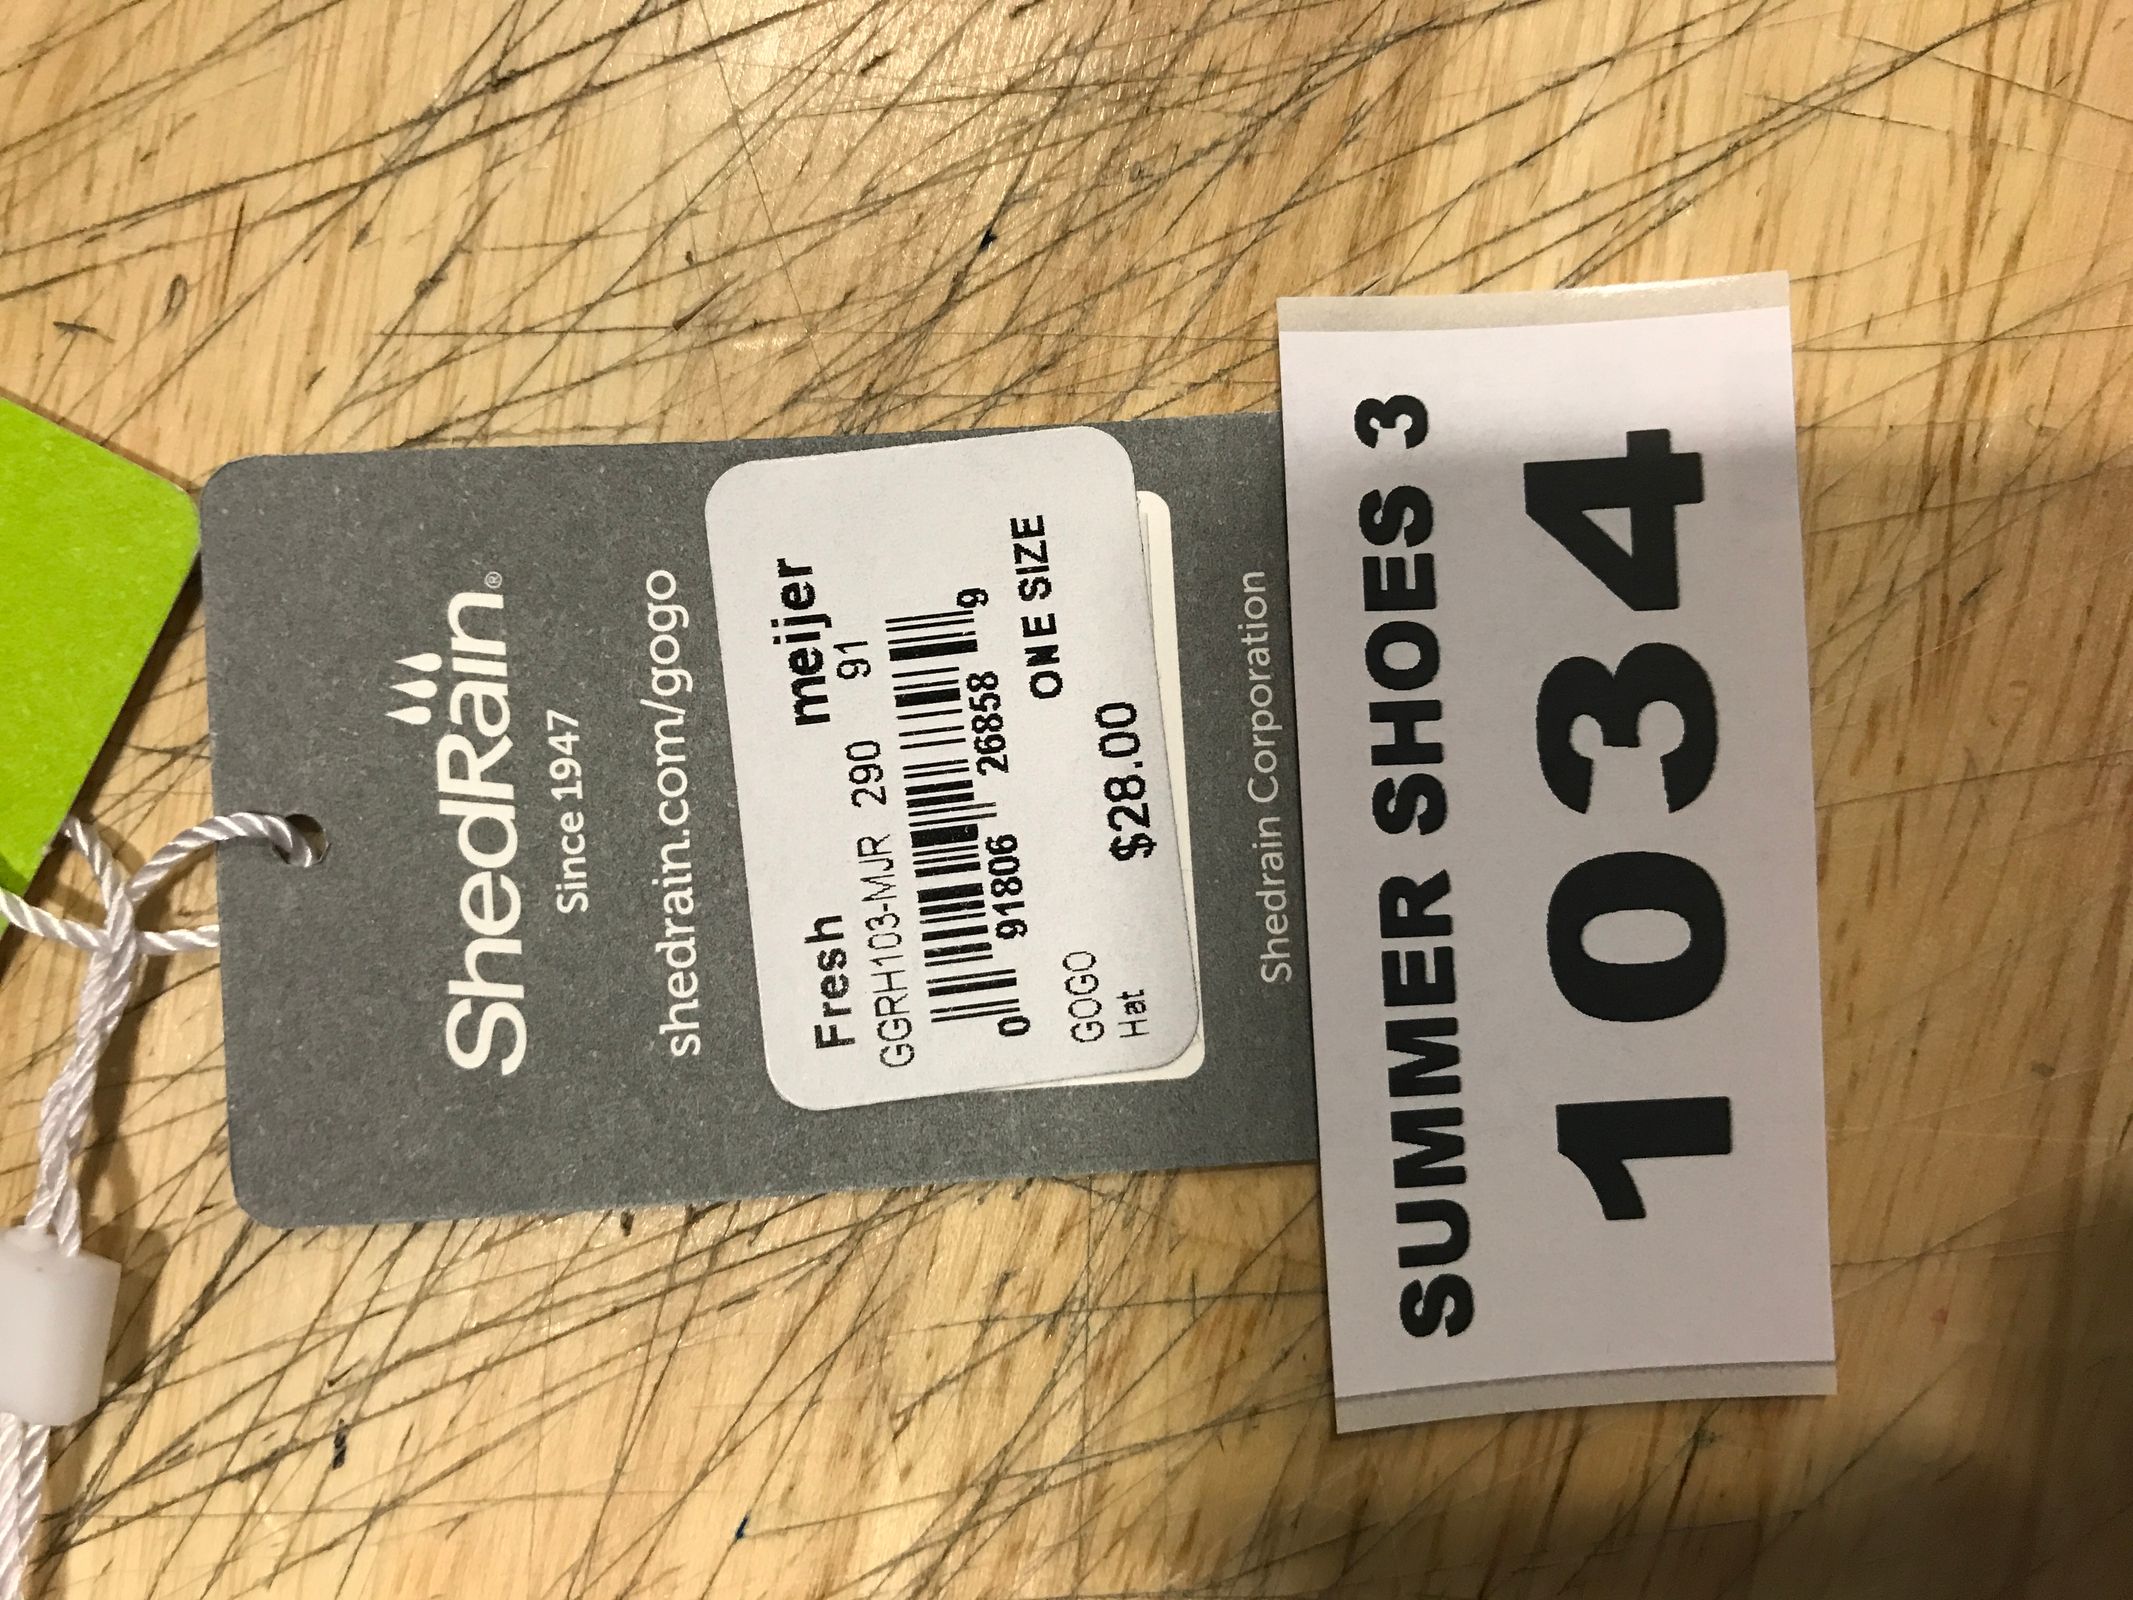 ShedRain®
Since 1947
shedrain.com/gogo
Fresh meijer
GGRH103-MJR 290 91
0 91806 26858 9
ONE SIZE
GOGO
Hat $28.00
Shedrain Corporation
SUMMER SHOES 3
1034